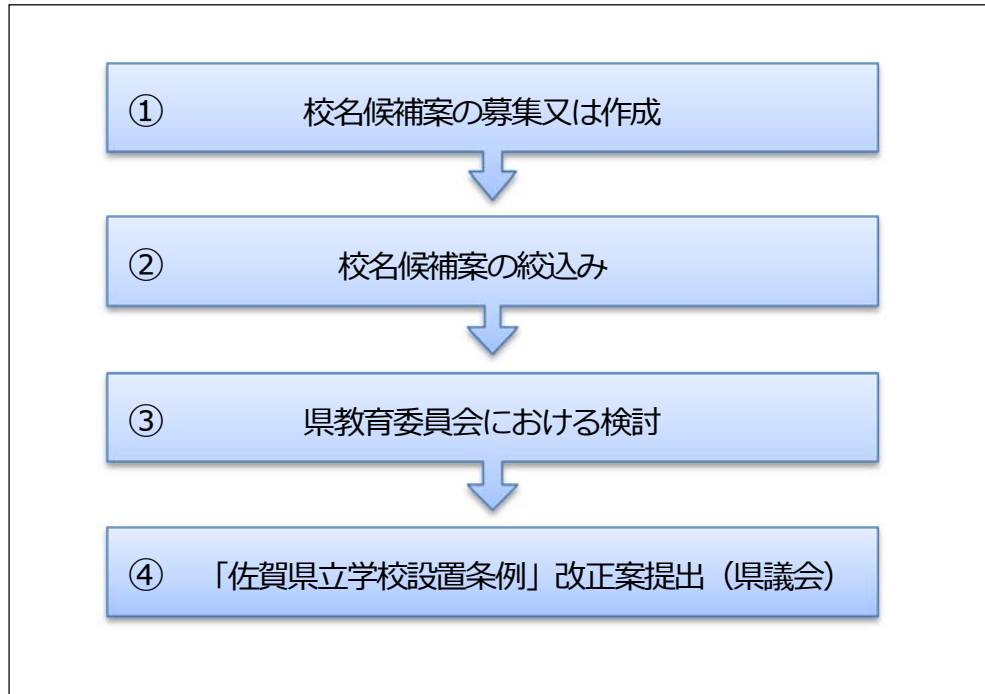 ① 校名候補案の募集又は作成
② 校名候補案の絞込み
③ 県教育委員会における検討
④ 「佐賀県立学校設置条例」改正案提出（県議会）